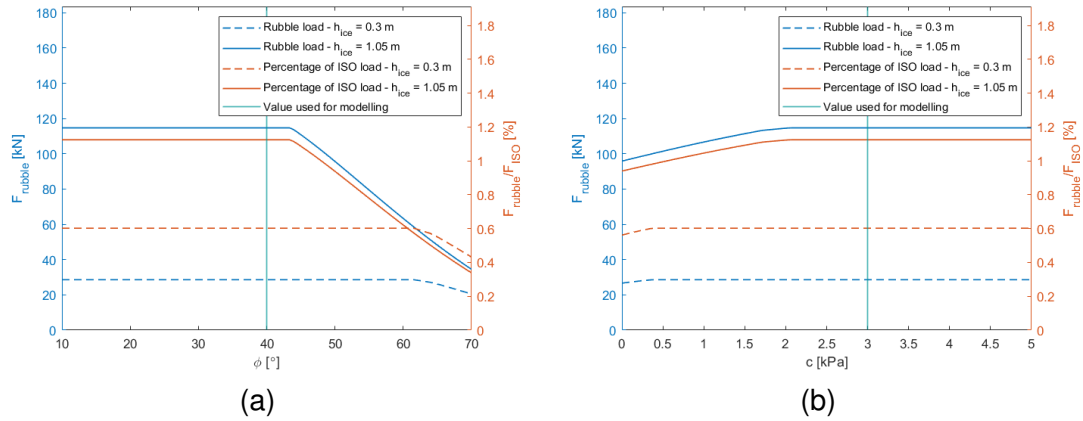 Rubble load - h_ice = 0.3 m
Rubble load - h_ice = 1.05 m
Percentage of ISO load - h_ice = 0.3 m
Percentage of ISO load - h_ice = 1.05 m
Value used for modelling
180
160
140
120
100
80
60
40
20
0
F_rubble [kN]
1.8
1.6
1.4
1.2
1
0.8
0.6
0.4
0.2
0
F_rubble/F_ISO [%]
10 20 30 40 50 60 70
ϕ [°]
(a)
Rubble load - h_ice = 0.3 m
Rubble load - h_ice = 1.05 m
Percentage of ISO load - h_ice = 0.3 m
Percentage of ISO load - h_ice = 1.05 m
Value used for modelling
180
160
140
120
100
80
60
40
20
0
F_rubble [kN]
1.8
1.6
1.4
1.2
1
0.8
0.6
0.4
0.2
0
F_rubble/F_ISO [%]
0 0.5 1 1.5 2 2.5 3 3.5 4 4.5 5
c [kPa]
(b)